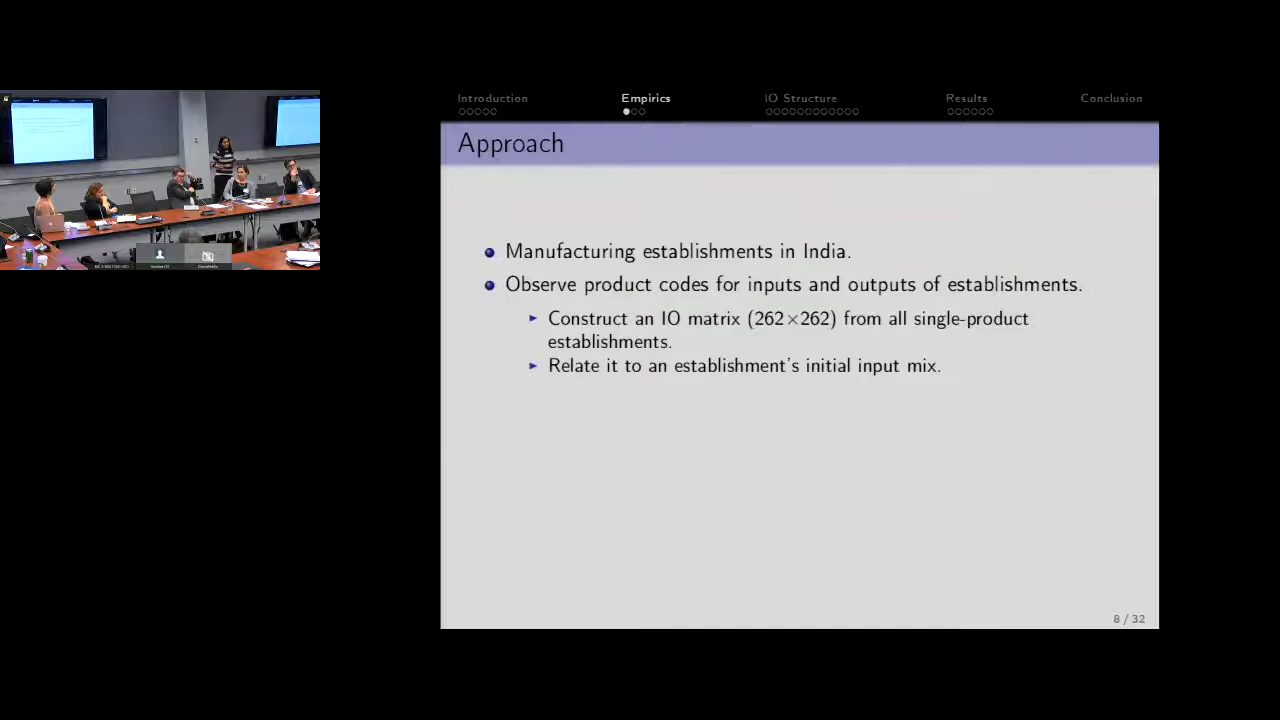 Introduction
Empirics
IO Structure
Results
Conclusion
Approach
Manufacturing establishments in India.
Observe product codes for inputs and outputs of establishments.
Construct an IO matrix (262×262) from all single-product
establishments.
Relate it to an establishment's initial input mix.
8 / 32